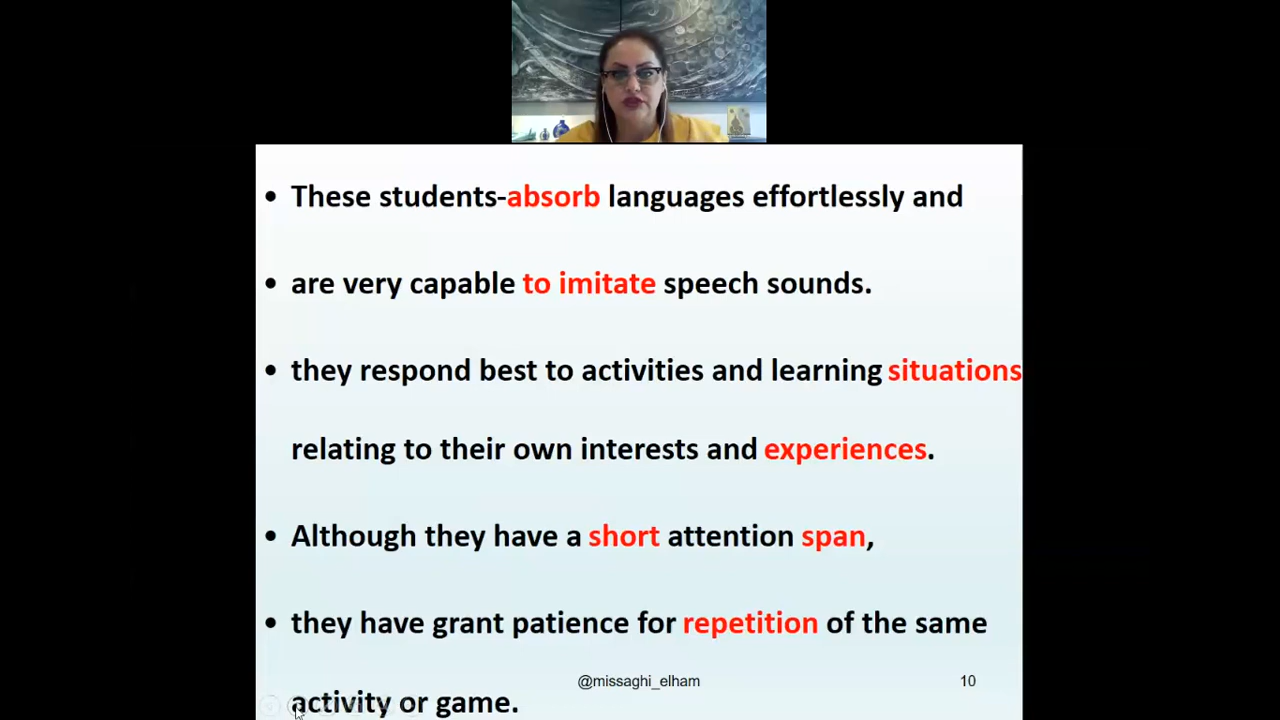 • These students-absorb languages effortlessly and
• are very capable to imitate speech sounds.
• they respond best to activities and learning situations
relating to their own interests and experiences.
• Although they have a short attention span,
• they have grant patience for repetition of the same
activity or game.
@missaghi_elham 10